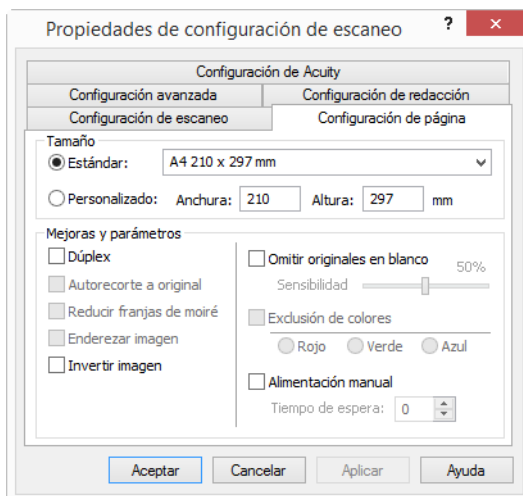 Propiedades de configuración de escaneo ?
Configuración de Acuity
Configuración avanzada Configuración de redacción
Configuración de escaneo Configuración de página
Tamaño
Estándar: A4 210 x 297 mm
Personalizado: Anchura: 210 Altura: 297 mm
Mejoras y parámetros
Dúplex
Autorecorte a original
Reducir franjas de moiré
Enderezar imagen
Invertir imagen
Omitir originales en blanco 50%
Sensibilidad
Exclusión de colores
Rojo Verde Azul
Alimentación manual
Tiempo de espera: 0
Aceptar Cancelar Aplicar Ayuda